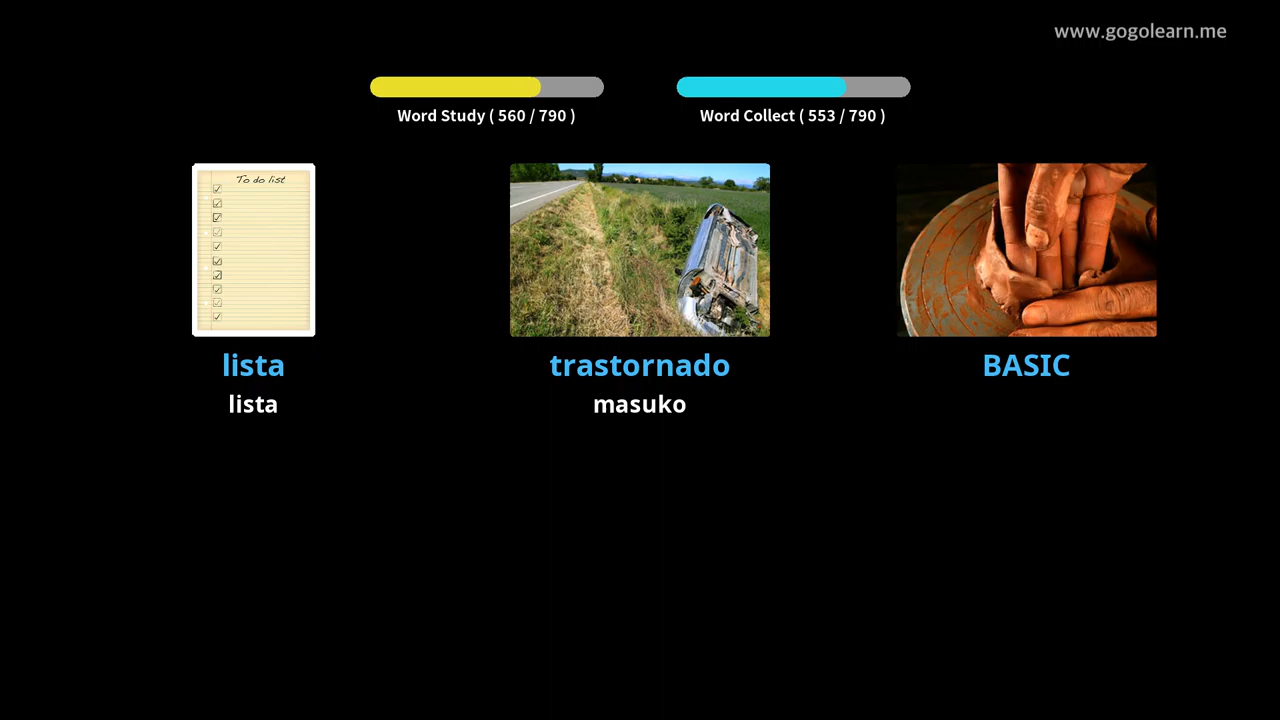 www.gogolearn.me
Word Study ( 560 / 790 )
Word Collect ( 553 / 790 )
To do list
lista
trastornado
BASIC
lista
masuko